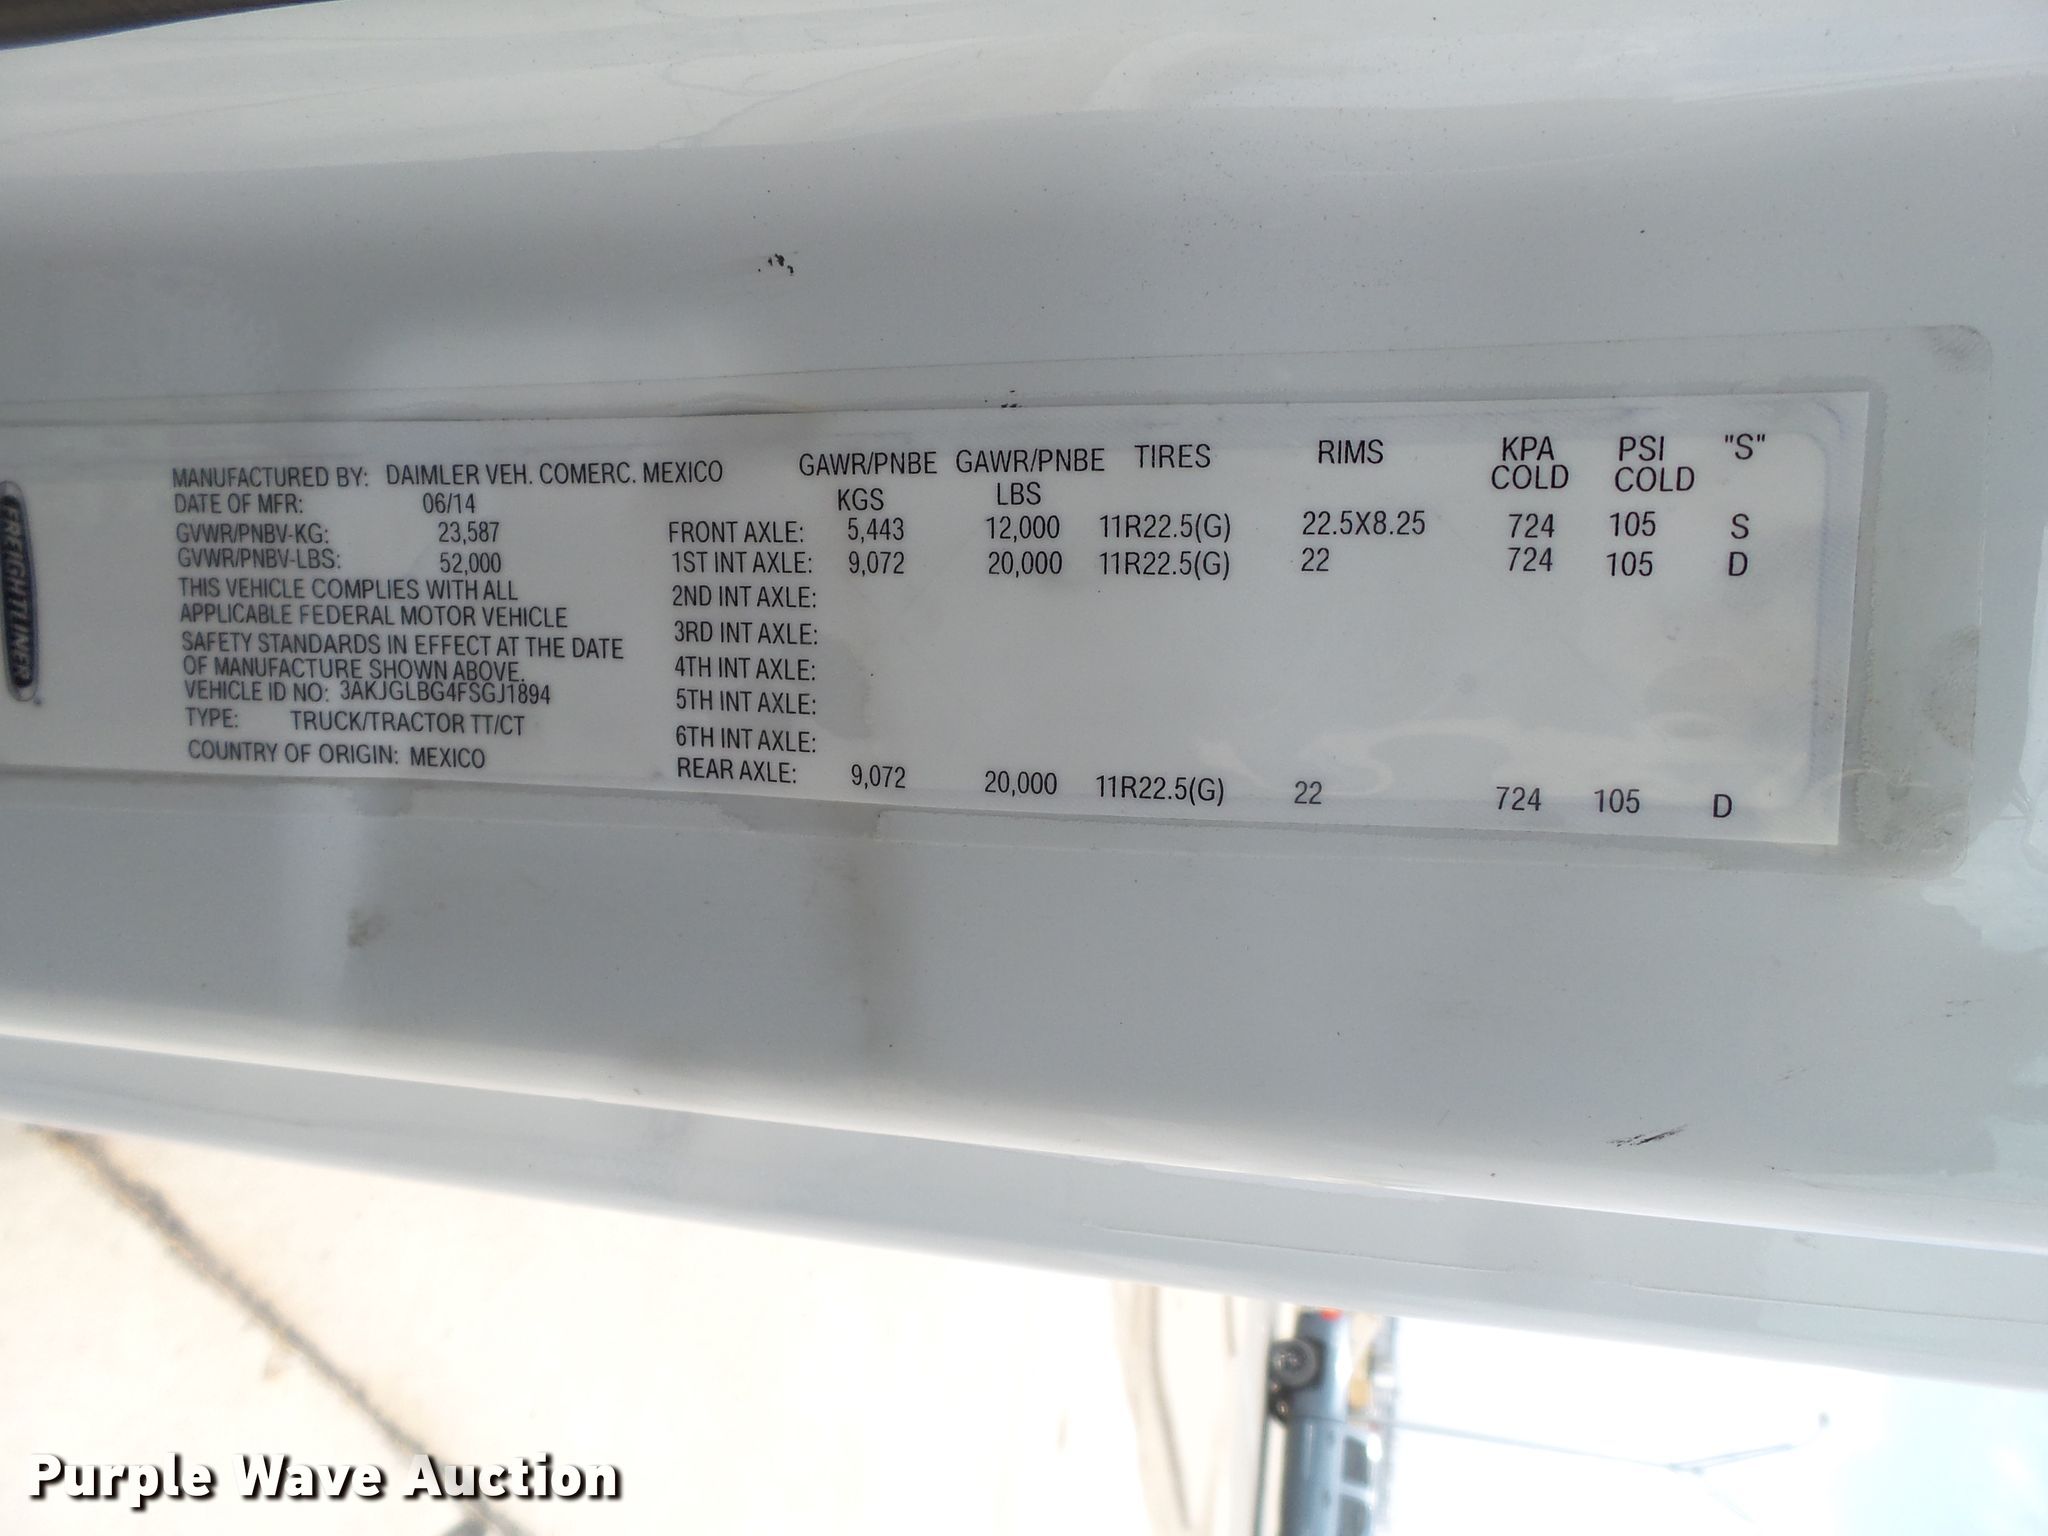 FREIGHTLINER
MANUFACTURED BY: DAIMLER VEH. COMERC. MEXICO
DATE OF MFR: 06/14
GVWR/PNBV-KG: 23,587
GVWR/PNBV-LBS: 52,000
THIS VEHICLE COMPLIES WITH ALL
APPLICABLE FEDERAL MOTOR VEHICLE
SAFETY STANDARDS IN EFFECT AT THE DATE
OF MANUFACTURE SHOWN ABOVE.
VEHICLE ID NO: 3AKJGLBG4FSGJ1894
TYPE: TRUCK/TRACTOR TT/CT
COUNTRY OF ORIGIN: MEXICO
GAWR/PNBE GAWR/PNBE TIRES RIMS KPA PSI "S"
KGS LBS COLD COLD
FRONT AXLE: 5,443 12,000 11R22.5(G) 22.5X8.25 724 105 S
1ST INT AXLE: 9,072 20,000 11R22.5(G) 22 724 105 D
2ND INT AXLE:
3RD INT AXLE:
4TH INT AXLE:
5TH INT AXLE:
6TH INT AXLE:
REAR AXLE: 9,072 20,000 11R22.5(G) 22 724 105 D
Purple Wave Auction